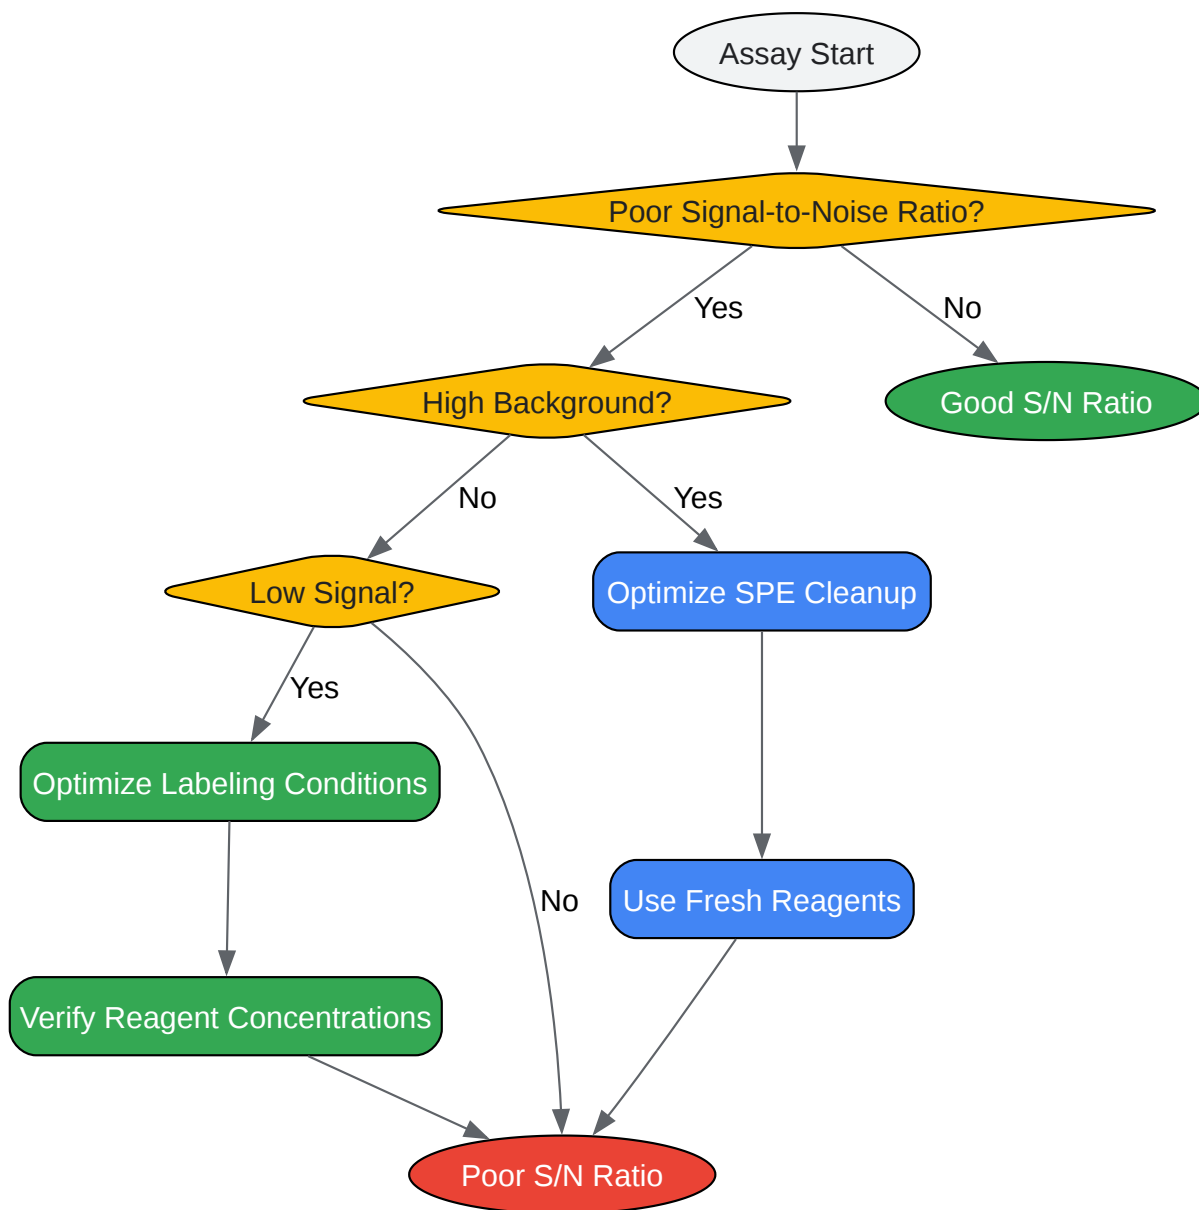 Assay Start
Poor Signal-to-Noise Ratio?
Yes
No
High Background?
Good S/N Ratio
No
Yes
Low Signal?
Optimize SPE Cleanup
Yes
Optimize Labeling Conditions
No
Use Fresh Reagents
Verify Reagent Concentrations
Poor S/N Ratio